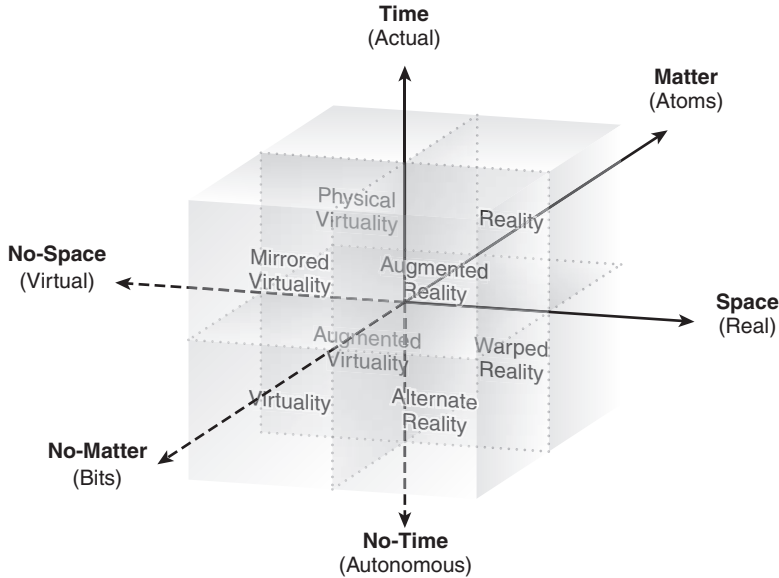 Time
(Actual)
Matter
(Atoms)
Physical
Virtuality
Reality
No-Space
(Virtual)
Mirrored
Virtuality
Augmented
Reality
Space
(Real)
Augmented
Virtuality
Warped
Reality
Virtuality
Alternate
Reality
No-Matter
(Bits)
No-Time
(Autonomous)